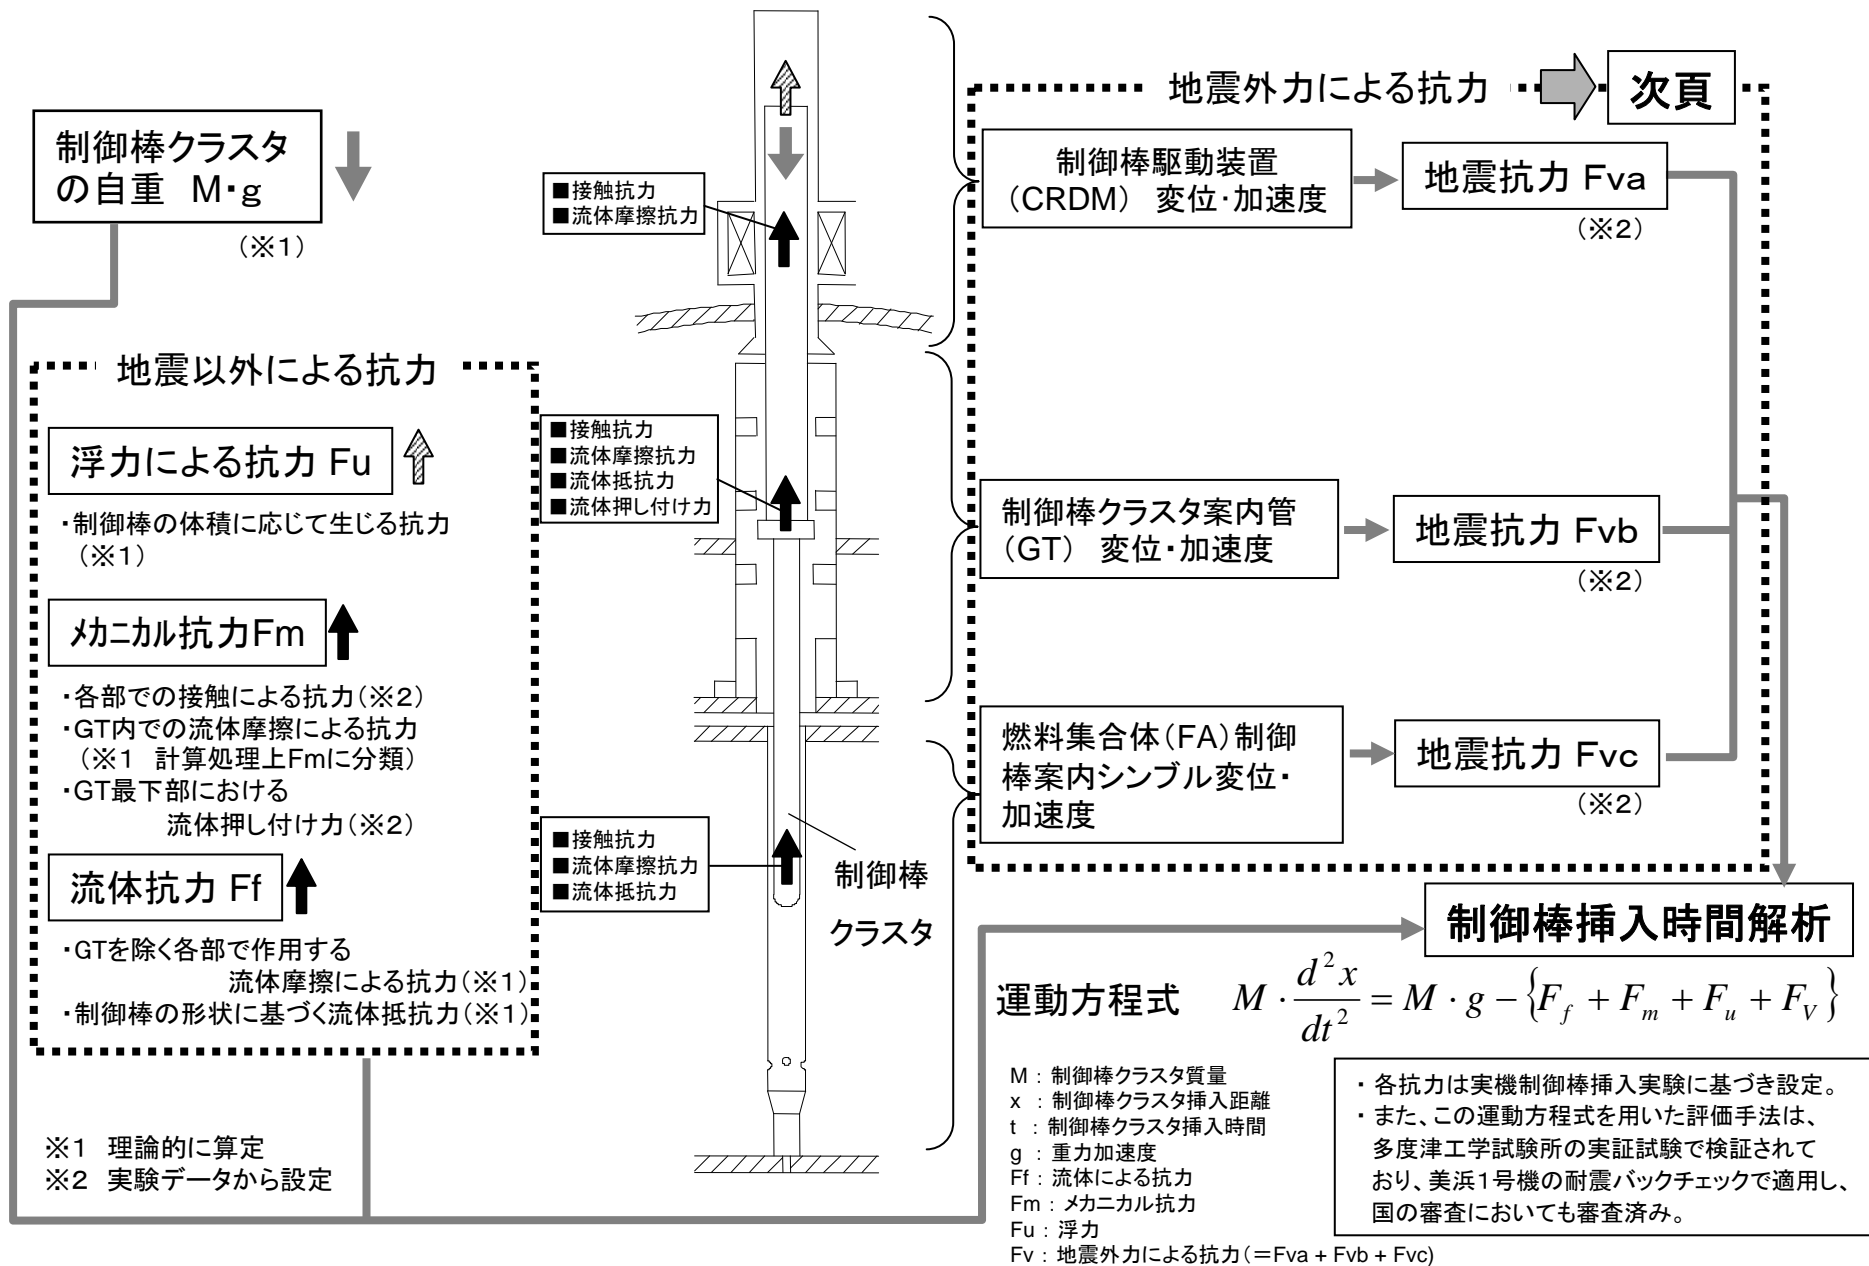 制御棒クラスタ
の自重 M・g
(※1)
地震以外による抗力
浮力による抗力 Fu
・制御棒の体積に応じて生じる抗力
(※1)
メカニカル抗力Fm
・各部での接触による抗力(※2)
・GT内での流体摩擦による抗力
(※1 計算処理上Fmに分類)
・GT最下部における
流体押し付け力(※2)
流体抗力 Ff
・GTを除く各部で作用する
流体摩擦による抗力(※1)
・制御棒の形状に基づく流体抵抗力(※1)
※1 理論的に算定
※2 実験データから設定
■接触抗力
■流体摩擦抗力
■接触抗力
■流体摩擦抗力
■流体抵抗力
■流体押し付け力
■接触抗力
■流体摩擦抗力
■流体抵抗力
制御棒
クラスタ
地震外力による抗力
次頁
制御棒駆動装置
(CRDM) 変位・加速度
地震抗力 Fva
(※2)
制御棒クラスタ案内管
(GT) 変位・加速度
地震抗力 Fvb
(※2)
燃料集合体(FA)制御
棒案内シンブル変位・
加速度
地震抗力 Fvc
(※2)
制御棒挿入時間解析
運動方程式 M・d²x/dt² = M・g − {F_f + F_m + F_u + F_V}
M : 制御棒クラスタ質量
x : 制御棒クラスタ挿入距離
t : 制御棒クラスタ挿入時間
g : 重力加速度
Ff : 流体による抗力
Fm : メカニカル抗力
Fu : 浮力
Fv : 地震外力による抗力(=Fva + Fvb + Fvc)
・各抗力は実機制御棒挿入実験に基づき設定。
・また、この運動方程式を用いた評価手法は、
多度津工学試験所の実証試験で検証されて
おり、美浜1号機の耐震バックチェックで適用し、
国の審査においても審査済み。